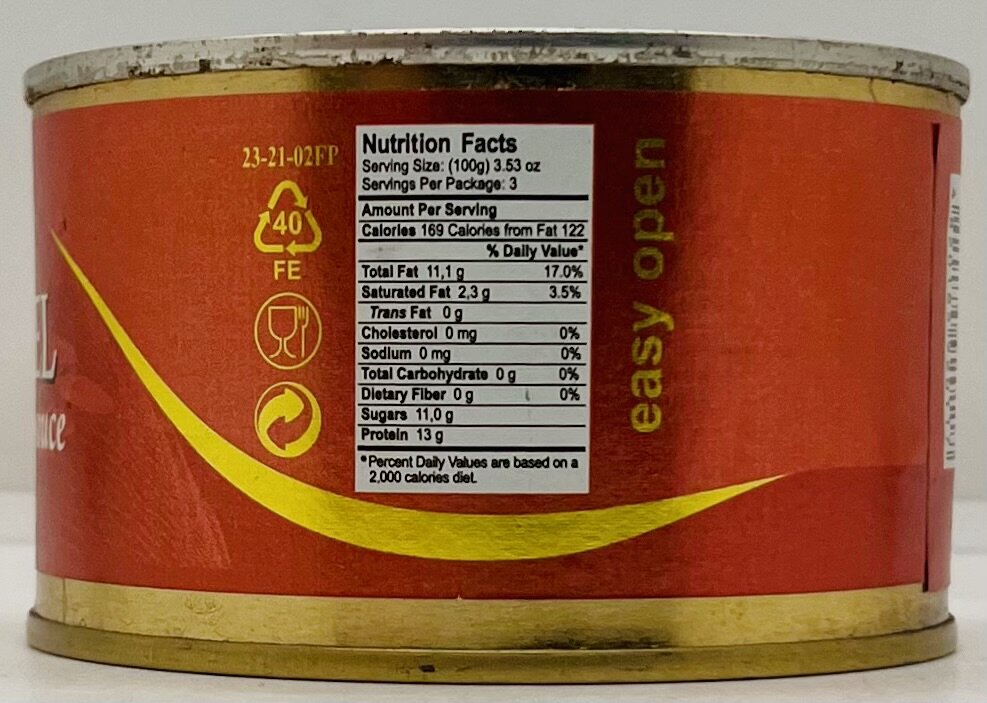 23-21-02FP
40
FE
EL
Nutrition Facts
Serving Size: (100g) 3.53 oz
Servings Per Package: 3
Amount Per Serving
Calories 169 Calories from Fat 122
% Daily Value*
Total Fat 11,1 g 17.0%
Saturated Fat 2,3 g 3.5%
Trans Fat 0 g
Cholesterol 0 mg 0%
Sodium 0 mg 0%
Total Carbohydrate 0 g 0%
Dietary Fiber 0 g 0%
Sugars 11,0 g
Protein 13 g
*Percent Daily Values are based on a
2,000 calories diet.
easy open